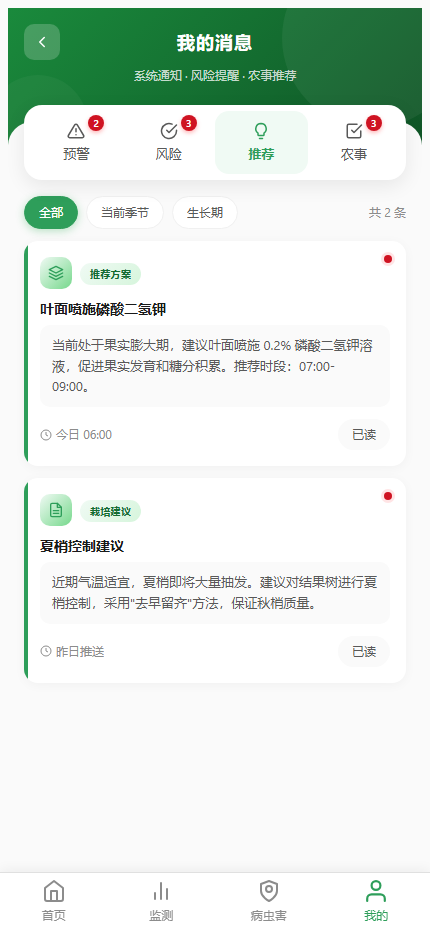 我的消息
系统通知 · 风险提醒 · 农事推荐
2
3
3
预警
风险
推荐
农事
全部
当前季节
生长期
共 2 条
推荐方案
叶面喷施磷酸二氢钾
当前处于果实膨大期，建议叶面喷施 0.2% 磷酸二氢钾溶
液，促进果实发育和糖分积累。推荐时段：07:00-
09:00。
今日 06:00
已读
栽培建议
夏梢控制建议
近期气温适宜，夏梢即将大量抽发。建议对结果树进行夏
梢控制，采用"去早留齐"方法，保证秋梢质量。
昨日推送
已读
首页
监测
病虫害
我的